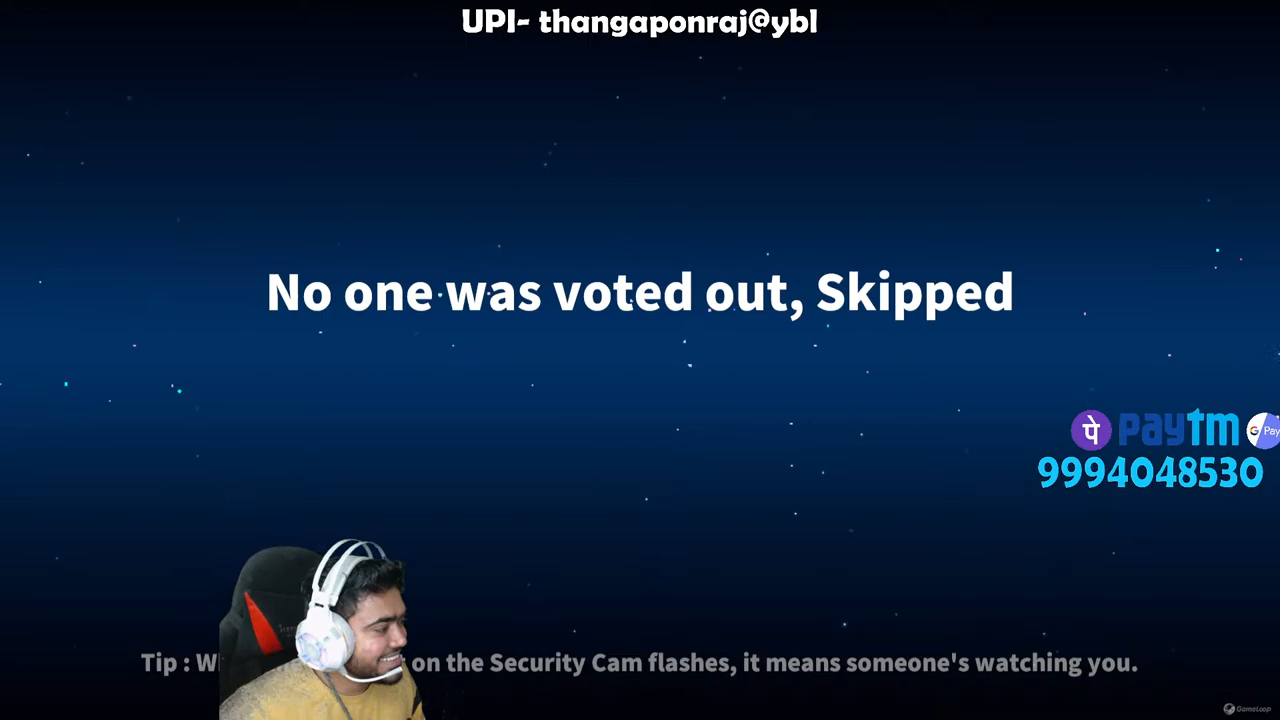 UPI- thangaponraj@ybl
No one was voted out, Skipped
पे paytm G Pay
9994048530
Tip : W on the Security Cam flashes, it means someone's watching you.
GameLoop